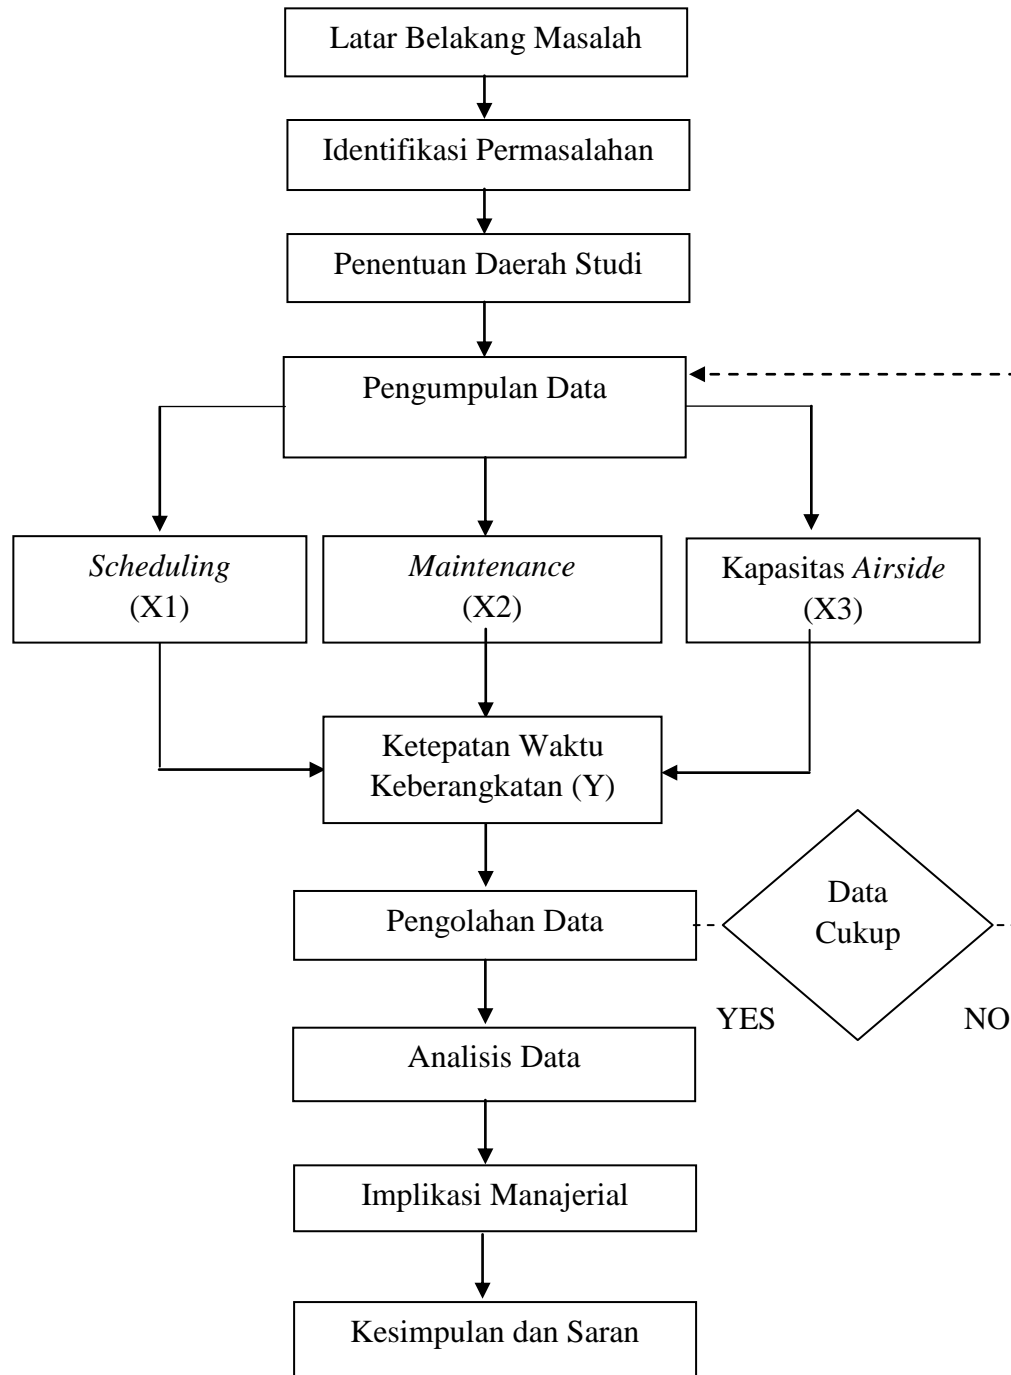 Latar Belakang Masalah
Identifikasi Permasalahan
Penentuan Daerah Studi
Pengumpulan Data
Scheduling
(X1)
Maintenance
(X2)
Kapasitas Airside
(X3)
Ketepatan Waktu
Keberangkatan (Y)
Data
Cukup
Pengolahan Data
YES
NO
Analisis Data
Implikasi Manajerial
Kesimpulan dan Saran